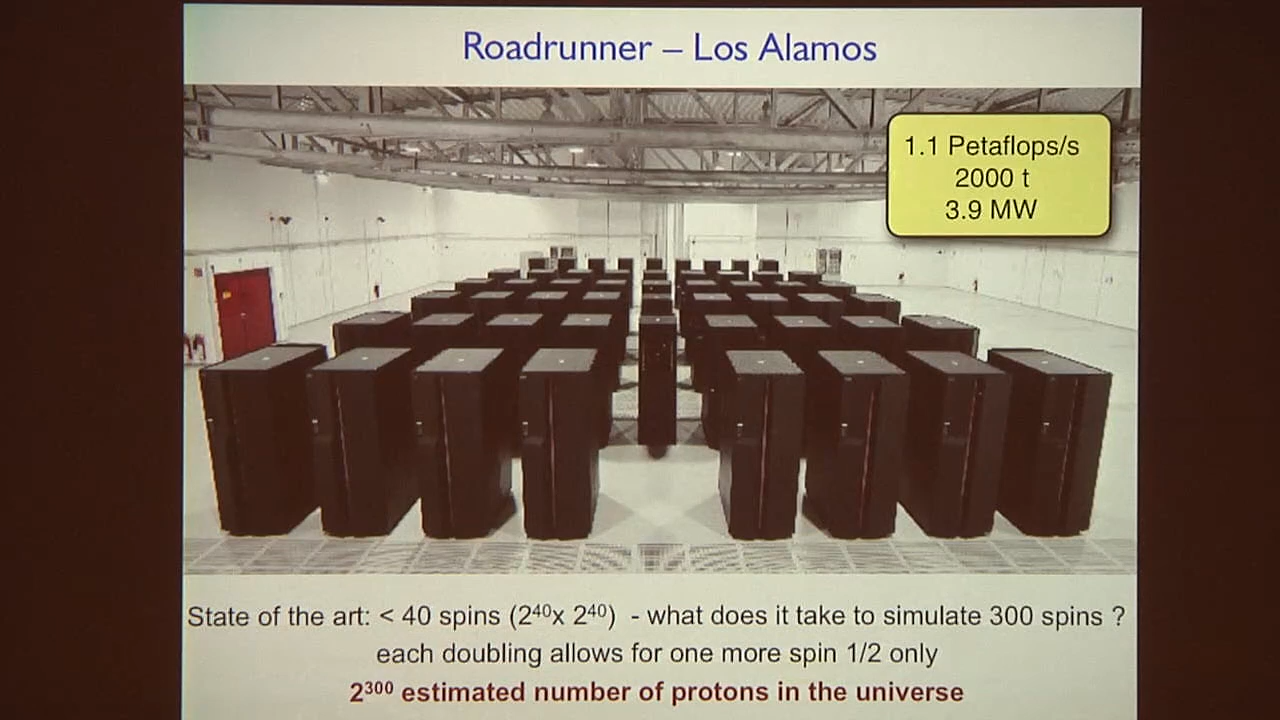 Roadrunner – Los Alamos
1.1 Petaflops/s
2000 t
3.9 MW
State of the art: < 40 spins (2⁴⁰x 2⁴⁰) - what does it take to simulate 300 spins ?
each doubling allows for one more spin 1/2 only
2³⁰⁰ estimated number of protons in the universe